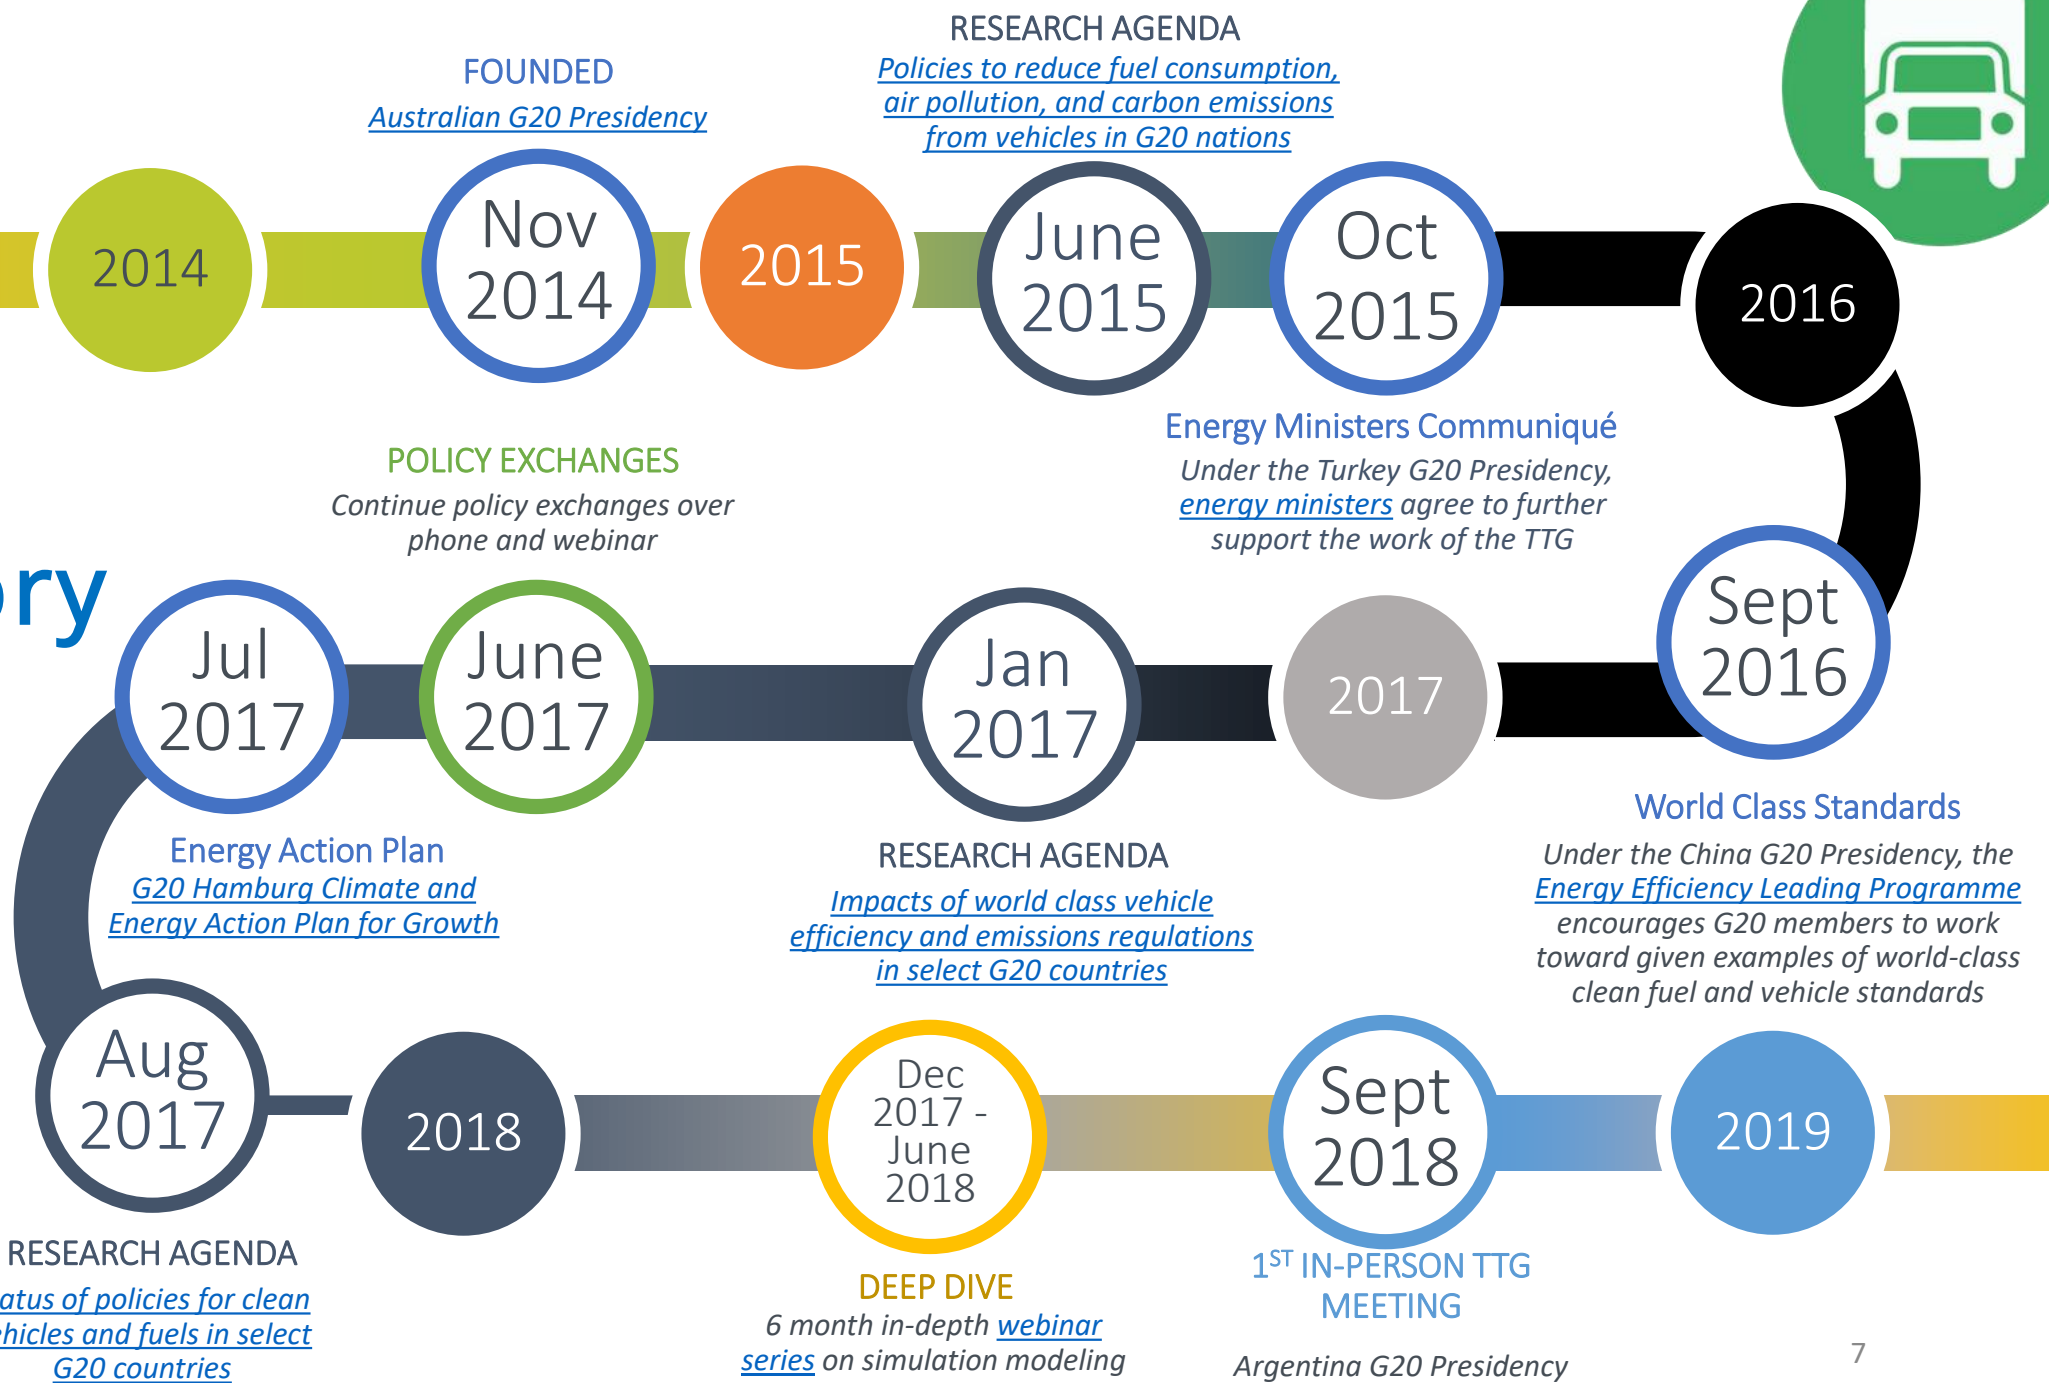 RESEARCH AGENDA
Policies to reduce fuel consumption,
air pollution, and carbon emissions
from vehicles in G20 nations
FOUNDED
Australian G20 Presidency
2014
Nov
2014
2015
June
2015
Oct
2015
2016
Energy Ministers Communiqué
Under the Turkey G20 Presidency,
energy ministers agree to further
support the work of the TTG
POLICY EXCHANGES
Continue policy exchanges over
phone and webinar
ory
Jul
2017
June
2017
Jan
2017
2017
Sept
2016
World Class Standards
Under the China G20 Presidency, the
Energy Efficiency Leading Programme
encourages G20 members to work
toward given examples of world-class
clean fuel and vehicle standards
Energy Action Plan
G20 Hamburg Climate and
Energy Action Plan for Growth
RESEARCH AGENDA
Impacts of world class vehicle
efficiency and emissions regulations
in select G20 countries
Aug
2017
2018
Dec
2017 -
June
2018
Sept
2018
2019
RESEARCH AGENDA
atus of policies for clean
ehicles and fuels in select
G20 countries
DEEP DIVE
6 month in-depth webinar
series on simulation modeling
1ST IN-PERSON TTG
MEETING
Argentina G20 Presidency
7